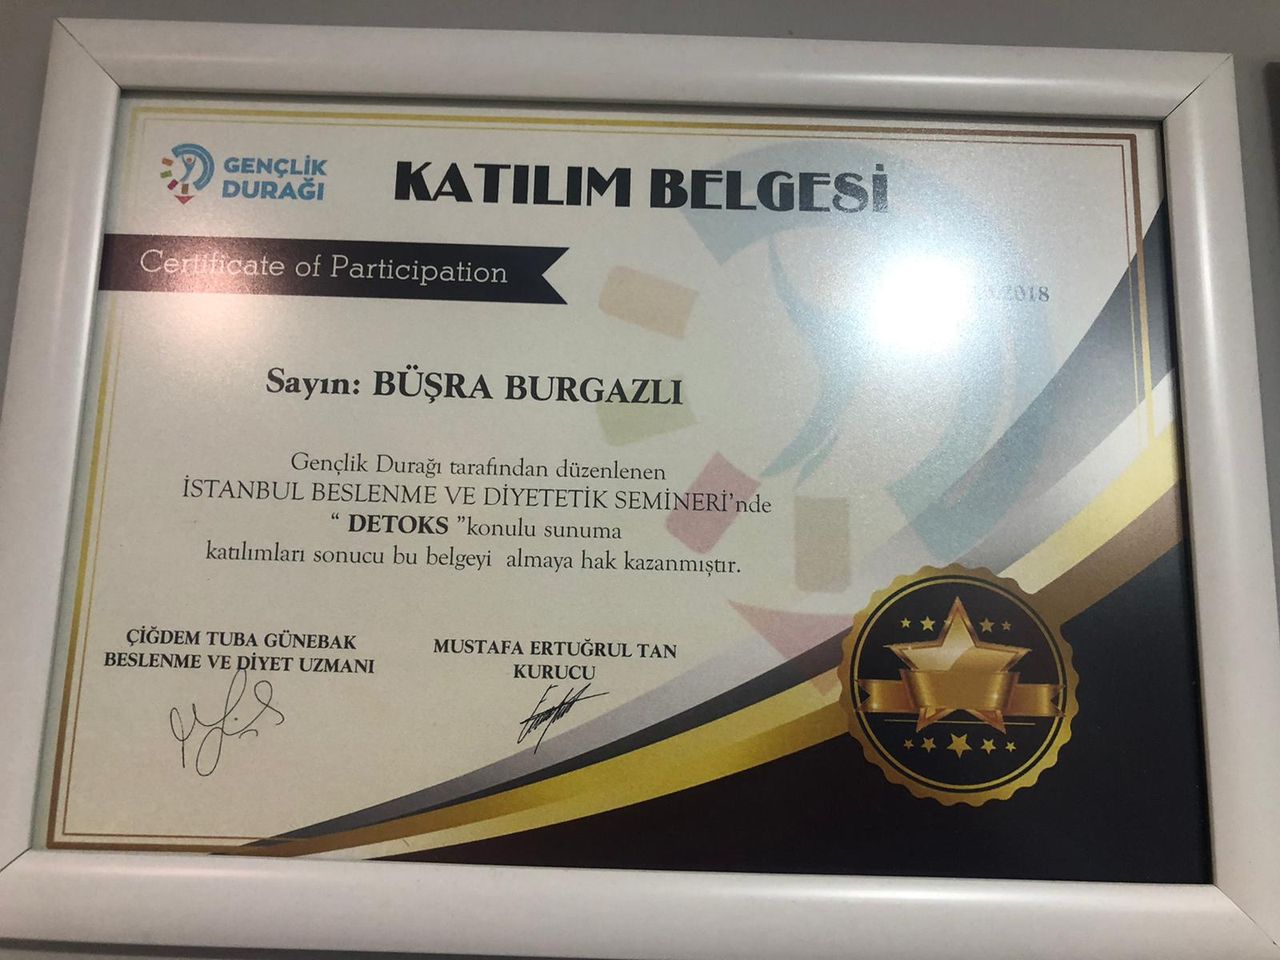 GENÇLİK
DURAĞI
KATILIM BELGESİ
Certificate of Participation
Sayın: BÜŞRA BURGAZLI
Gençlik Durağı tarafından düzenlenen
İSTANBUL BESLENME VE DİYETETİK SEMİNERİ'nde
“ DETOKS ”konulu sunuma
katılımları sonucu bu belgeyi almaya hak kazanmıştır.
ÇİĞDEM TUBA GÜNEBAK
BESLENME VE DİYET UZMANI
MUSTAFA ERTUĞRUL TAN
KURUCU